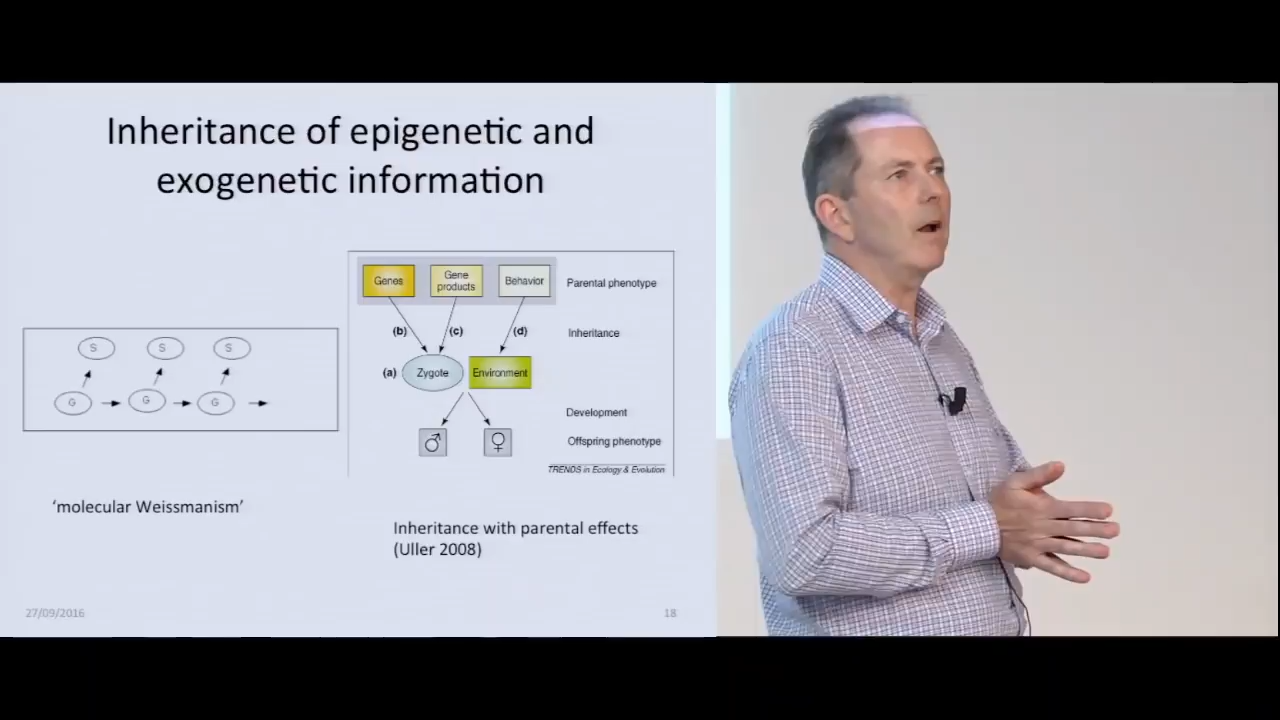 Inheritance of epigenetic and
exogenetic information
S S S
G G G
'molecular Weissmanism'
Genes
Gene
products
Behavior
Parental phenotype
(b)
(c)
(d)
Inheritance
(a)
Zygote
Environment
Development
♂
♀
Offspring phenotype
TRENDS in Ecology & Evolution
Inheritance with parental effects
(Uller 2008)
27/09/2016
18